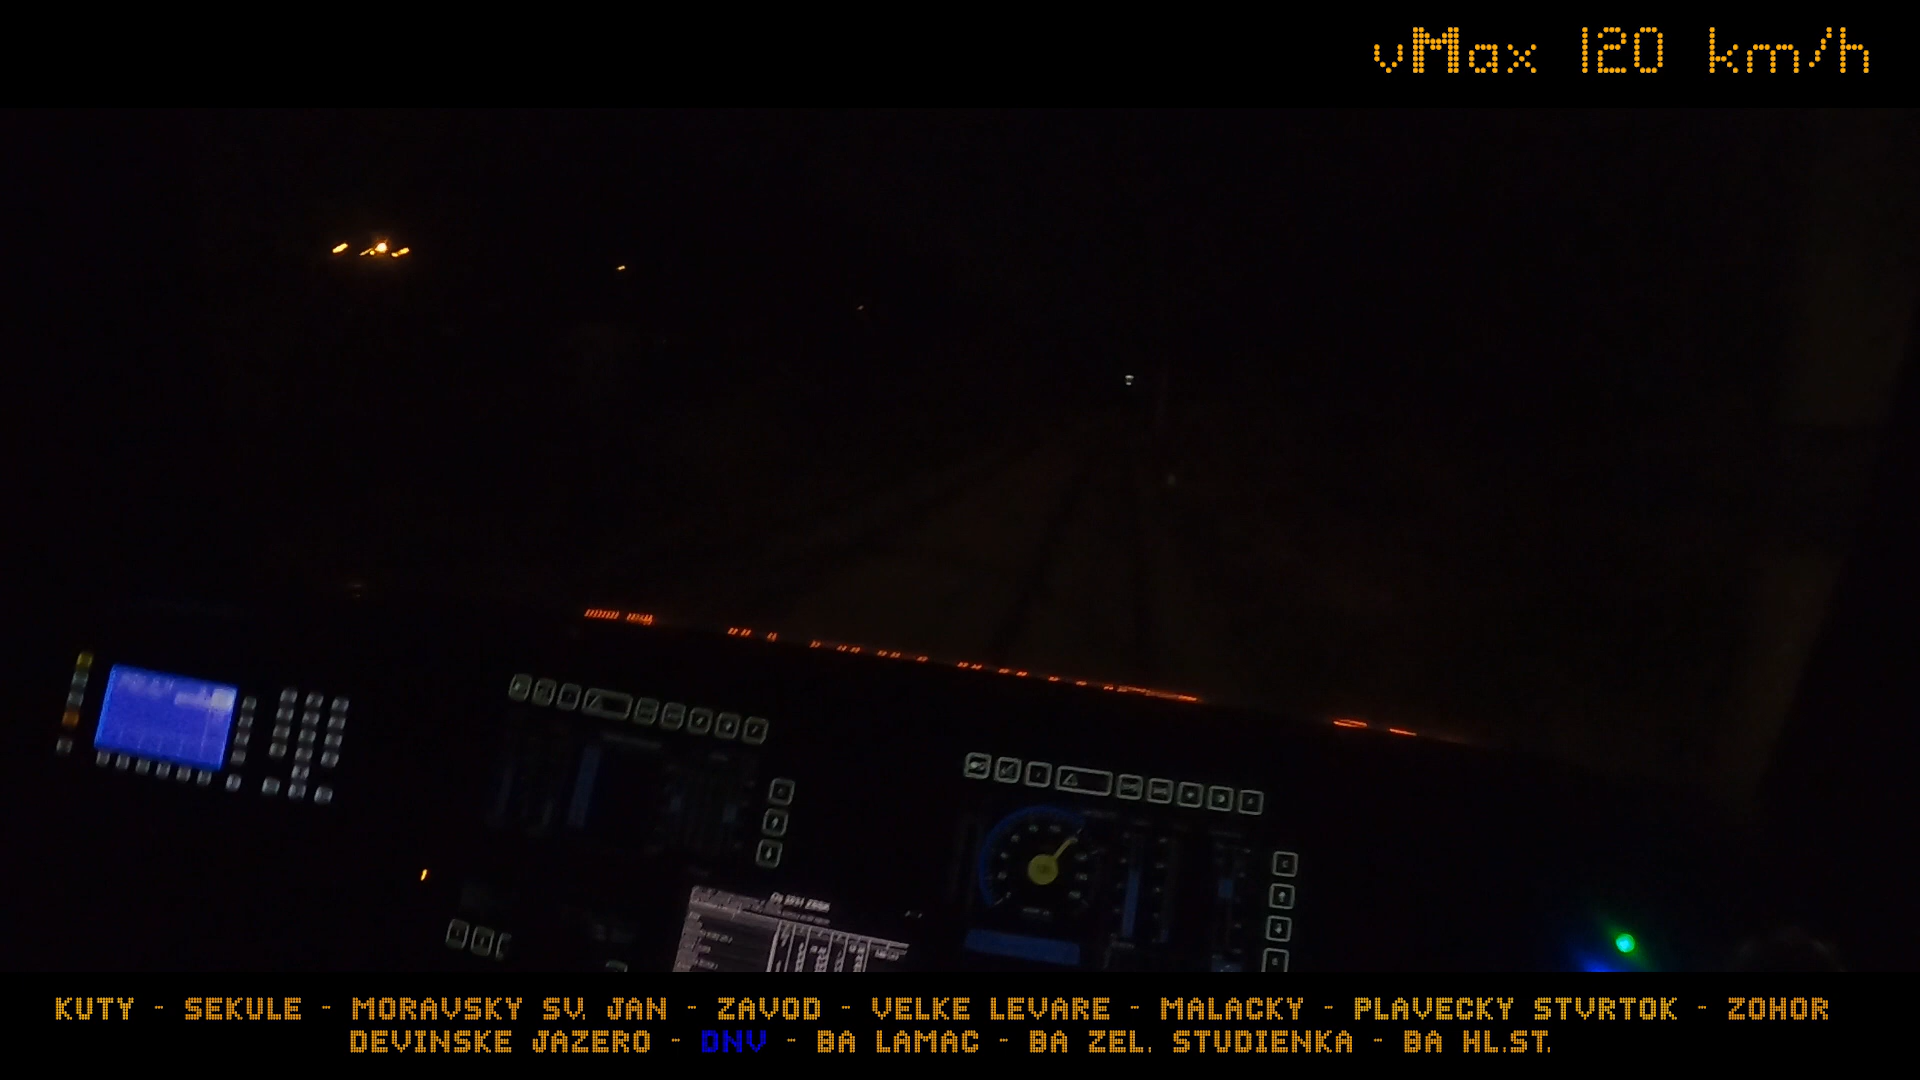 vMax 120 km/h
KUTY - SEKULE - MORAVSKY SV. JAN - ZAVOD - VELKE LEVARE - MALACKY - PLAVECKY STVRTOK - ZOHOR
DEVINSKE JAZERO - DNV - BA LAMAC - BA ZEL. STUDIENKA - BA HL.ST.